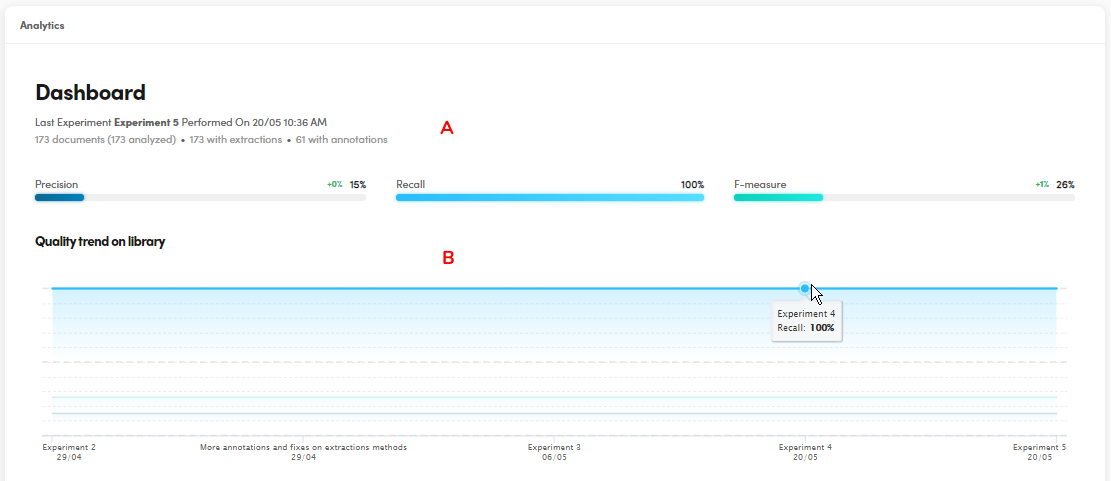 Analytics
Dashboard
Last Experiment Experiment 5 Performed On 20/05 10:36 AM
A
173 documents (173 analyzed) • 173 with extractions • 61 with annotations
Precision +0% 15%
Recall 100%
F-measure +1% 26%
Quality trend on library
B
Experiment 4
Recall: 100%
Experiment 2
29/04
More annotations and fixes on extractions methods
29/04
Experiment 3
06/05
Experiment 4
20/05
Experiment 5
20/05